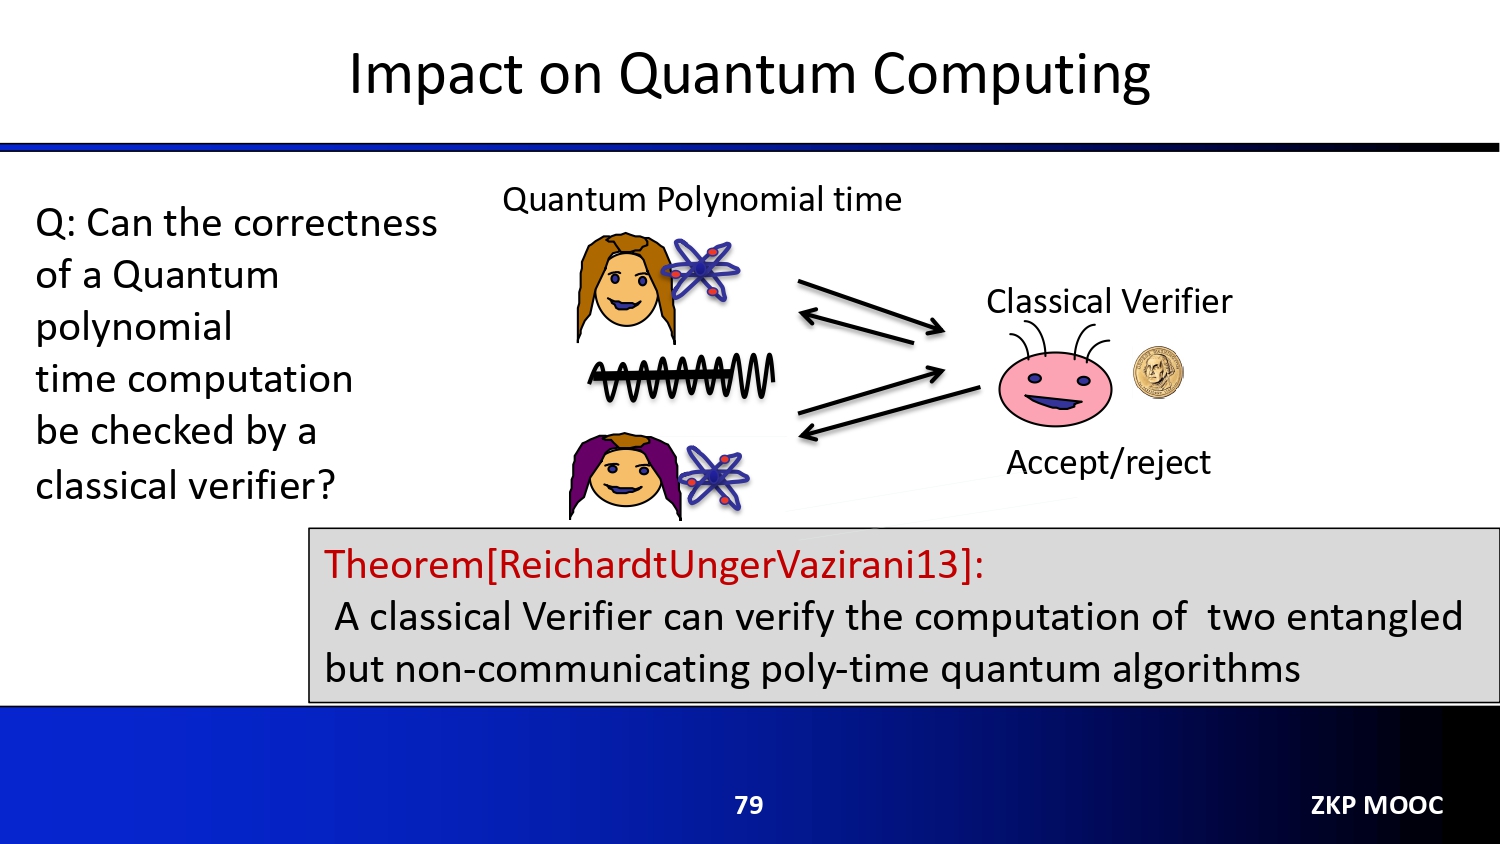 Impact on Quantum Computing
Q: Can the correctness
of a Quantum
polynomial
time computation
be checked by a
classical verifier?
Quantum Polynomial time
Classical Verifier
Accept/reject
Theorem[ReichardtUngerVazirani13]:
A classical Verifier can verify the computation of two entangled
but non-communicating poly-time quantum algorithms
79
ZKP MOOC